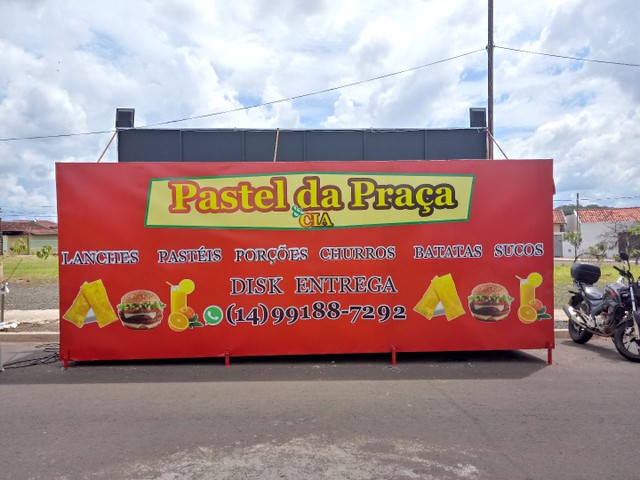 Pastel da Praça
& CIA
LANCHES PASTÉIS PORÇÕES CHURROS BATATAS SUCOS
DISK ENTREGA
(14)99188-7292